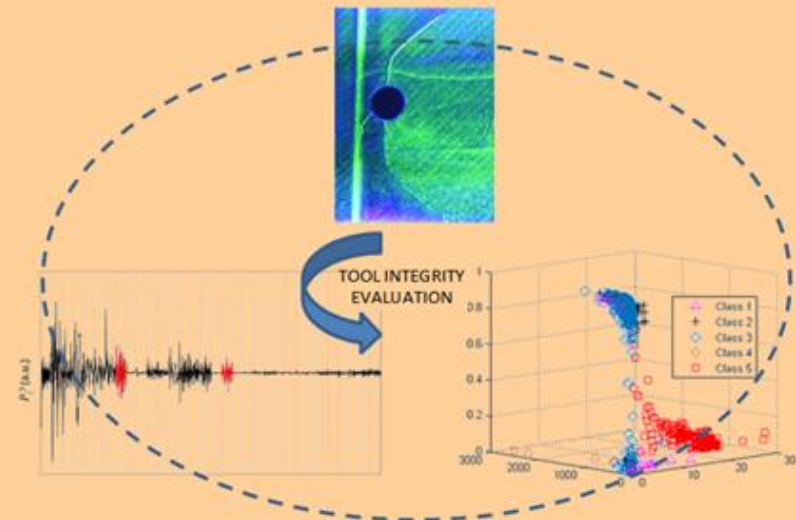 TOOL INTEGRITY
EVALUATION
1
0.8
0.6
0.4
0.2
0
3000
2000
1000
0
0
10
20
30
Class 1
Class 2
Class 3
Class 4
Class 5